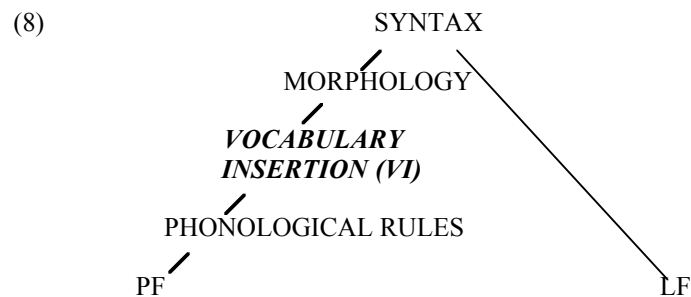 (8) SYNTAX
MORPHOLOGY
VOCABULARY
INSERTION (VI)
PHONOLOGICAL RULES
PF LF